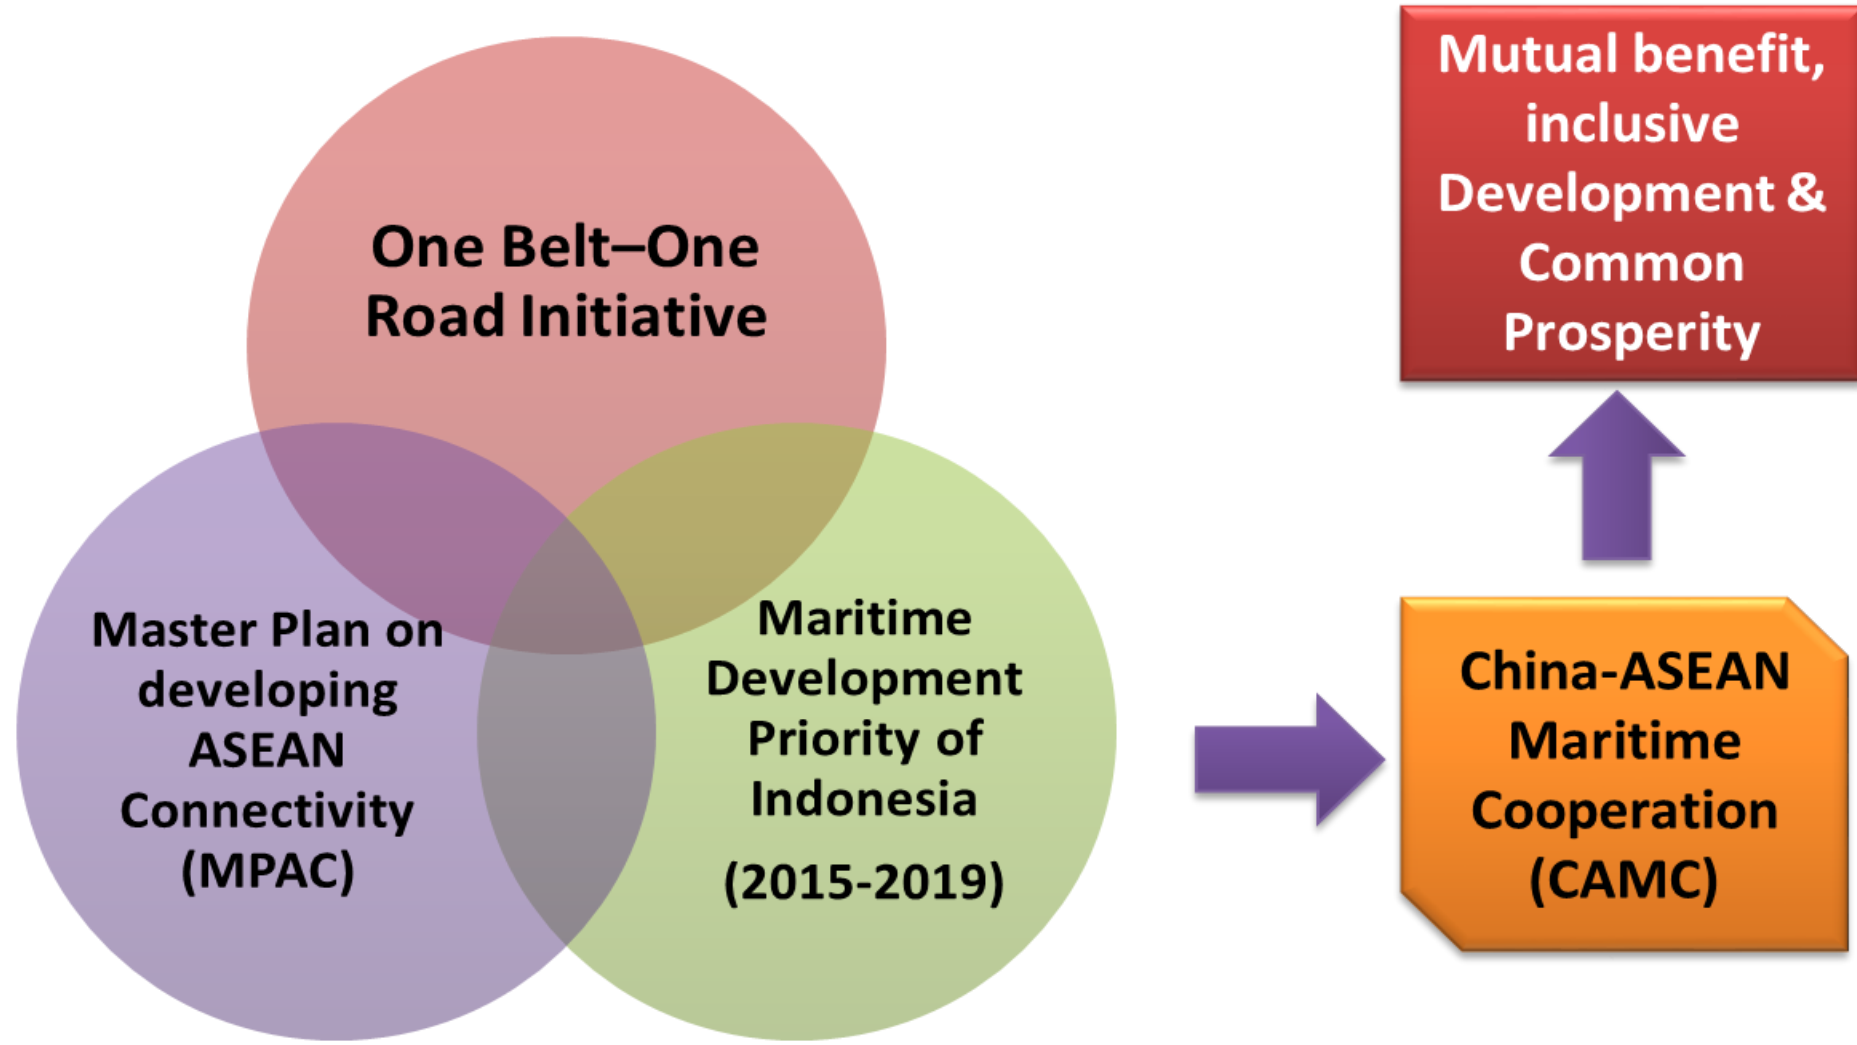 One Belt–One
Road Initiative
Master Plan on
developing
ASEAN
Connectivity
(MPAC)
Maritime
Development
Priority of
Indonesia
(2015-2019)
Mutual benefit,
inclusive
Development &
Common
Prosperity
China-ASEAN
Maritime
Cooperation
(CAMC)